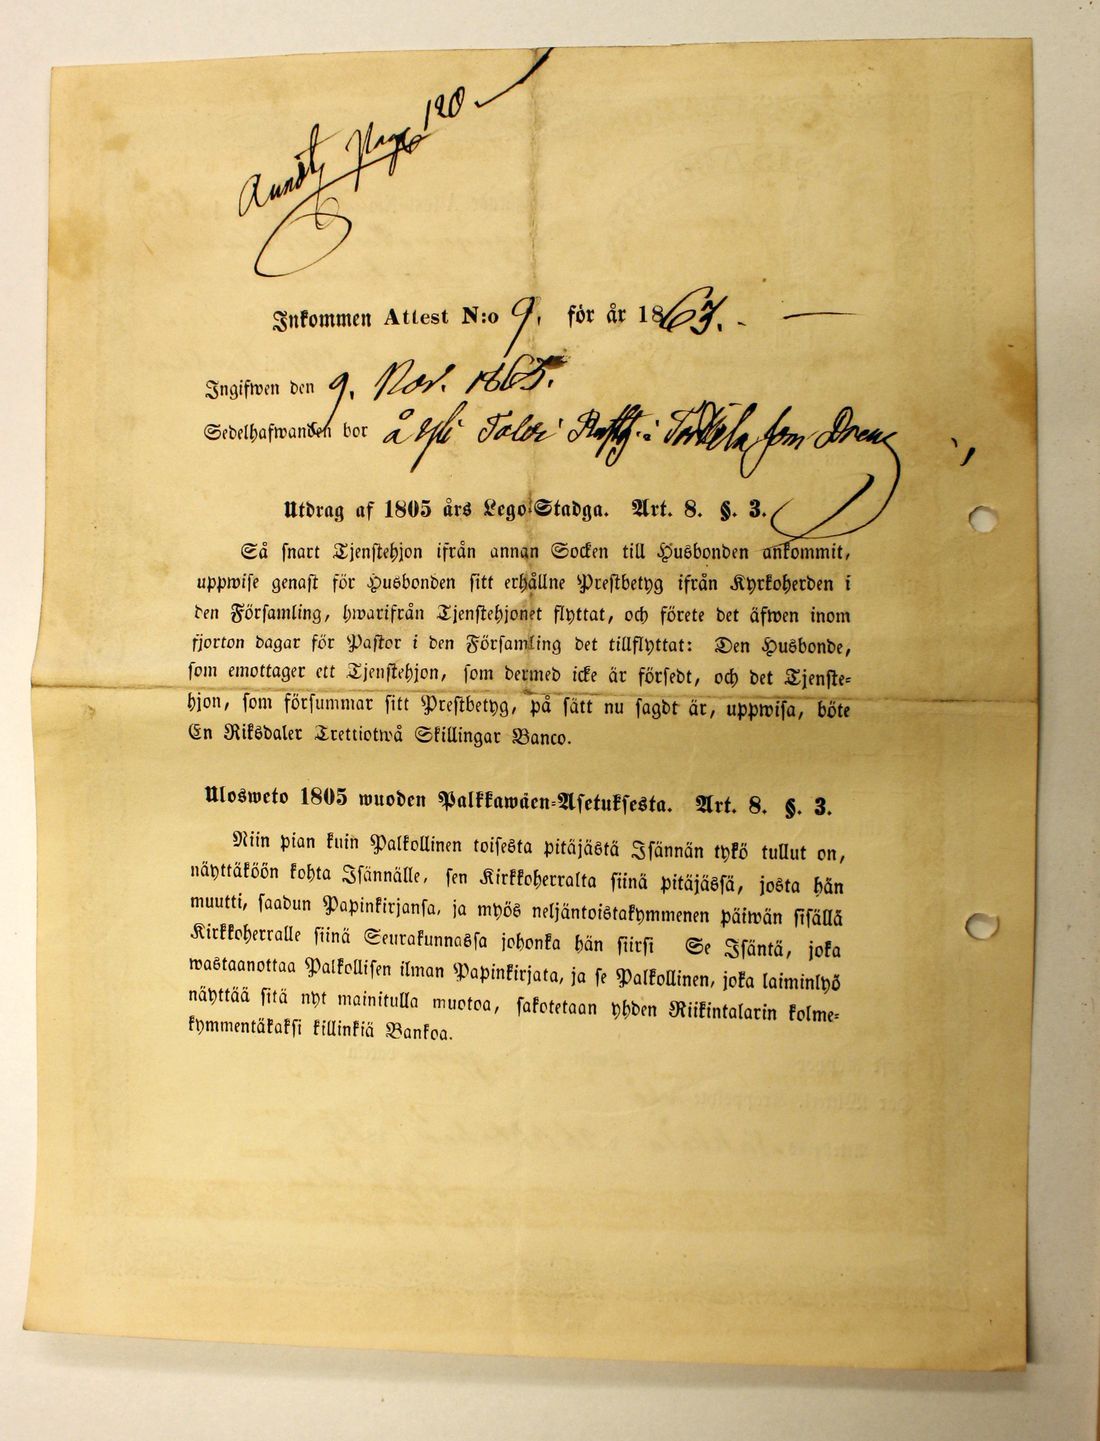 pag 120
Inkommen Attest N:o 9. för år 1863.
Ingifwen den 9. Nov. 1863.
Sedelhafwanden bor å i som Dreng
Utdrag af 1805 års Lego-Stadga. Art. 8. §. 3.
Så snart Tjenstehjon ifrån annan Socken till Husbonden ankommit,
uppwise genast för Husbonden sitt erhållne Prestbetyg ifrån Kyrkoherden i
den Församling, hwarifrån Tjenstehjonet flyttat, och förete det äfwen inom
fjorton dagar för Pastor i den Församling det tillflyttat: Den Husbonde,
som emottager ett Tjenstehjon, som dermed icke är försedt, och det Tjenste-
hjon, som försummar sitt Prestbetyg, på sätt nu sagdt är, uppwisa, böte
En Riksdaler Trettiotwå Skillingar Banco.
Ulosweto 1805 wuoden Palkkawäen-Asetuksesta. Art. 8. §. 3.
Niin pian kuin Palkollinen toisesta pitäjästä Isännän tykö tullut on,
näyttäköön kohta Isännälle, sen Kirkkoherralta siinä pitäjässä, josta hän
muutti, saadun Papinkirjansa, ja myös neljäntoistakymmenen päiwän sisällä
Kirkkoherralle siinä Seurakunnassa johonka hän siirsi Se Isäntä, joka
wastaanottaa Palkollisen ilman Papinkirjata, ja se Palkollinen, joka laiminlyö
näyttää sitä nyt mainitulla muotoa, sakotetaan yhden Riikintalarin kolme-
kymmentäkaksi killinkiä Bankoa.